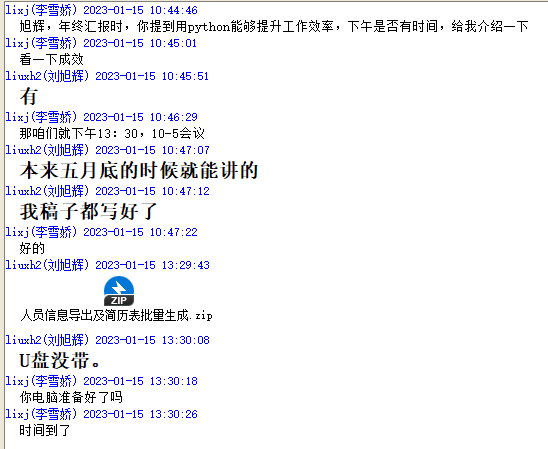 lixj(李雪娇) 2023-01-15 10:44:46
旭辉，年终汇报时，你提到用python能够提升工作效率，下午是否有时间，给我介绍一下
lixj(李雪娇) 2023-01-15 10:45:01
看一下成效
liuxh2(刘旭辉) 2023-01-15 10:45:51
有
lixj(李雪娇) 2023-01-15 10:46:29
那咱们就下午13：30，10-5会议
liuxh2(刘旭辉) 2023-01-15 10:47:07
本来五月底的时候就能讲的
liuxh2(刘旭辉) 2023-01-15 10:47:12
我稿子都写好了
lixj(李雪娇) 2023-01-15 10:47:22
好的
liuxh2(刘旭辉) 2023-01-15 13:29:43
ZIP
人员信息导出及简历表批量生成.zip
liuxh2(刘旭辉) 2023-01-15 13:30:08
U盘没带。
lixj(李雪娇) 2023-01-15 13:30:18
你电脑准备好了吗
lixj(李雪娇) 2023-01-15 13:30:26
时间到了